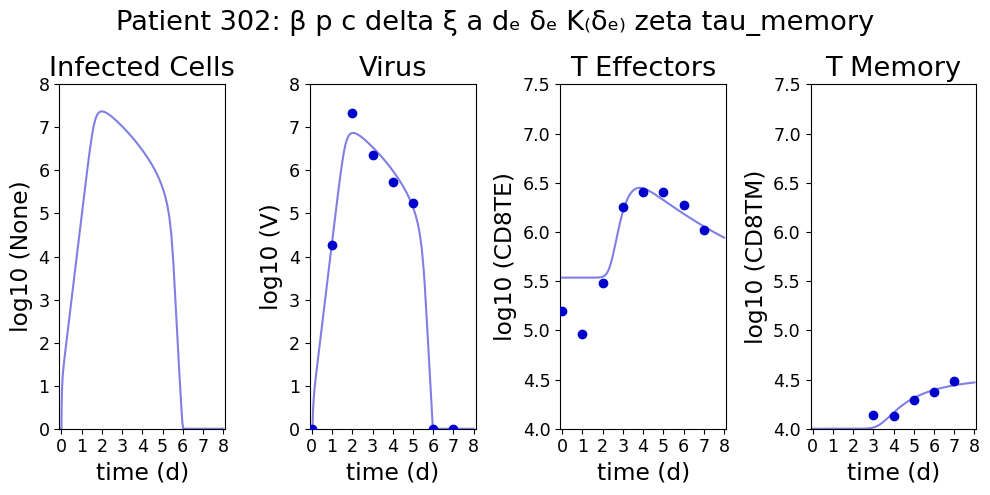 Patient 302: β p c delta ξ a dₑ δₑ K₍δₑ₎ zeta tau_memory
Infected Cells
Virus
T Effectors
T Memory
log10 (None)
8
7
6
5
4
3
2
1
0
0 1 2 3 4 5 6 7 8
time (d)
log10 (V)
8
7
6
5
4
3
2
1
0
0 1 2 3 4 5 6 7 8
time (d)
log10 (CD8TE)
7.5
7.0
6.5
6.0
5.5
5.0
4.5
4.0
0 1 2 3 4 5 6 7 8
time (d)
log10 (CD8TM)
7.5
7.0
6.5
6.0
5.5
5.0
4.5
4.0
0 1 2 3 4 5 6 7 8
time (d)